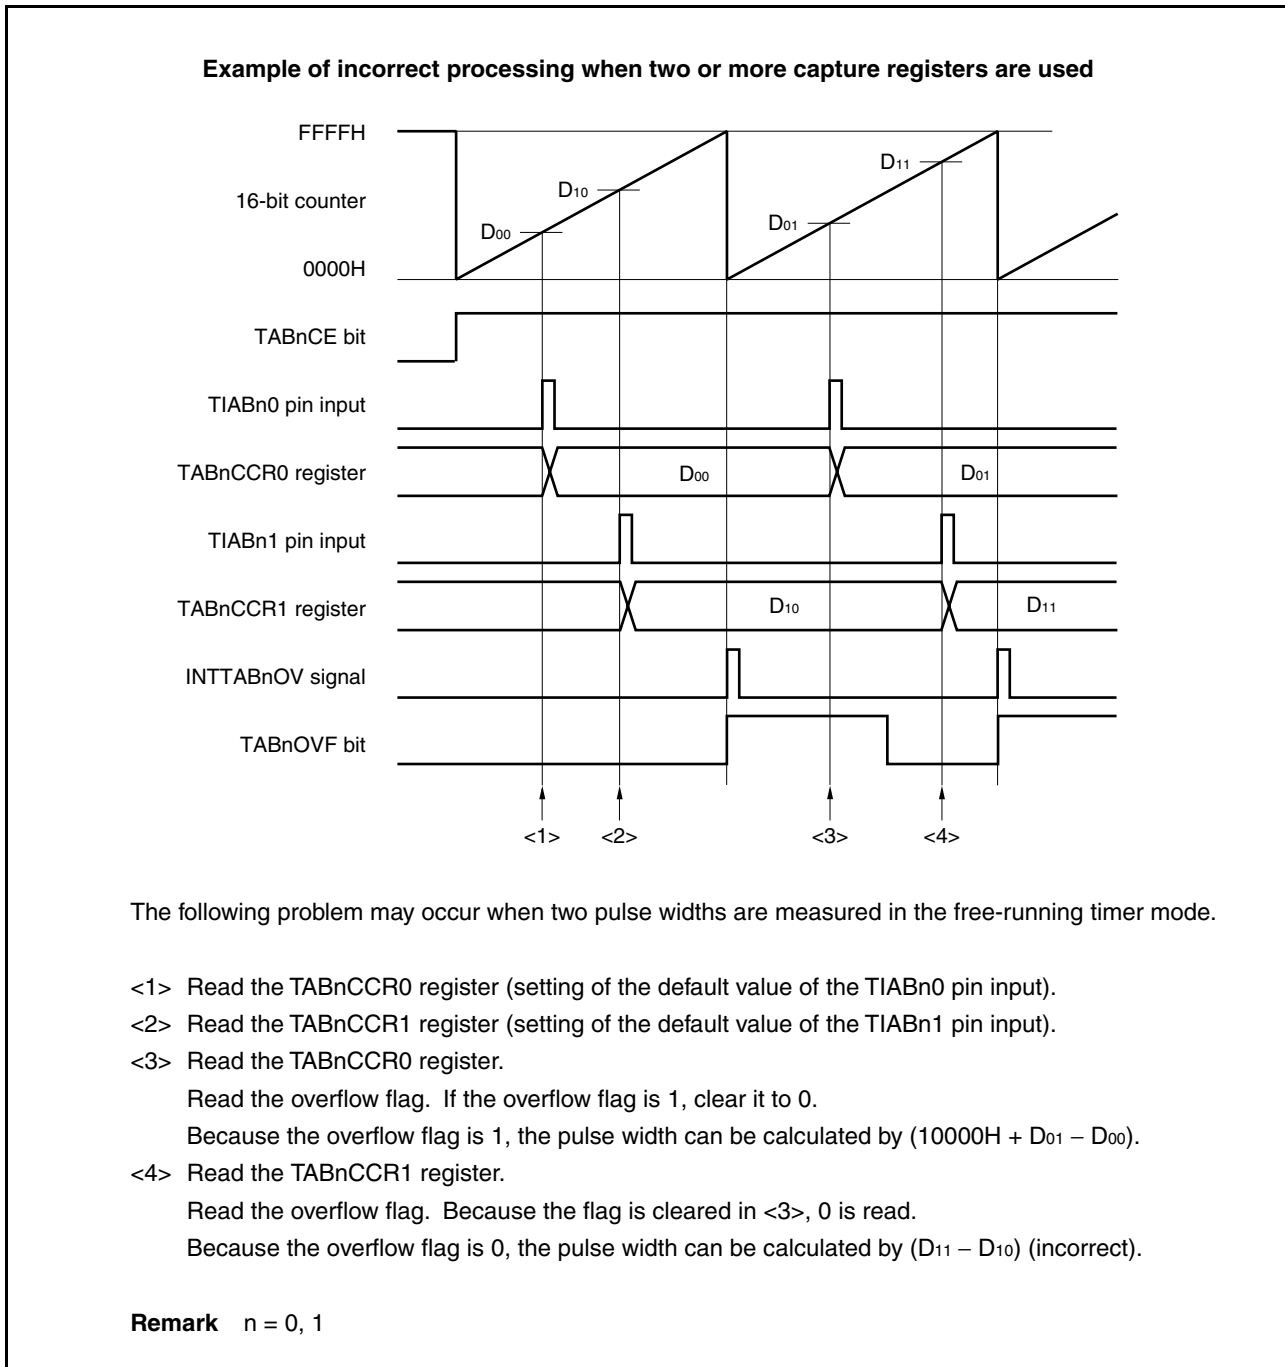 Example of incorrect processing when two or more capture registers are used
FFFFH
16-bit counter
0000H
D00
D10
D01
D11
TABnCE bit
TIABn0 pin input
TABnCCR0 register
D00
D01
TIABn1 pin input
TABnCCR1 register
D10
D11
INTTABnOV signal
TABnOVF bit
<1> <2> <3> <4>
The following problem may occur when two pulse widths are measured in the free-running timer mode.
<1> Read the TABnCCR0 register (setting of the default value of the TIABn0 pin input).
<2> Read the TABnCCR1 register (setting of the default value of the TIABn1 pin input).
<3> Read the TABnCCR0 register.
Read the overflow flag. If the overflow flag is 1, clear it to 0.
Because the overflow flag is 1, the pulse width can be calculated by (10000H + D01 − D00).
<4> Read the TABnCCR1 register.
Read the overflow flag. Because the flag is cleared in <3>, 0 is read.
Because the overflow flag is 0, the pulse width can be calculated by (D11 − D10) (incorrect).
Remark n = 0, 1